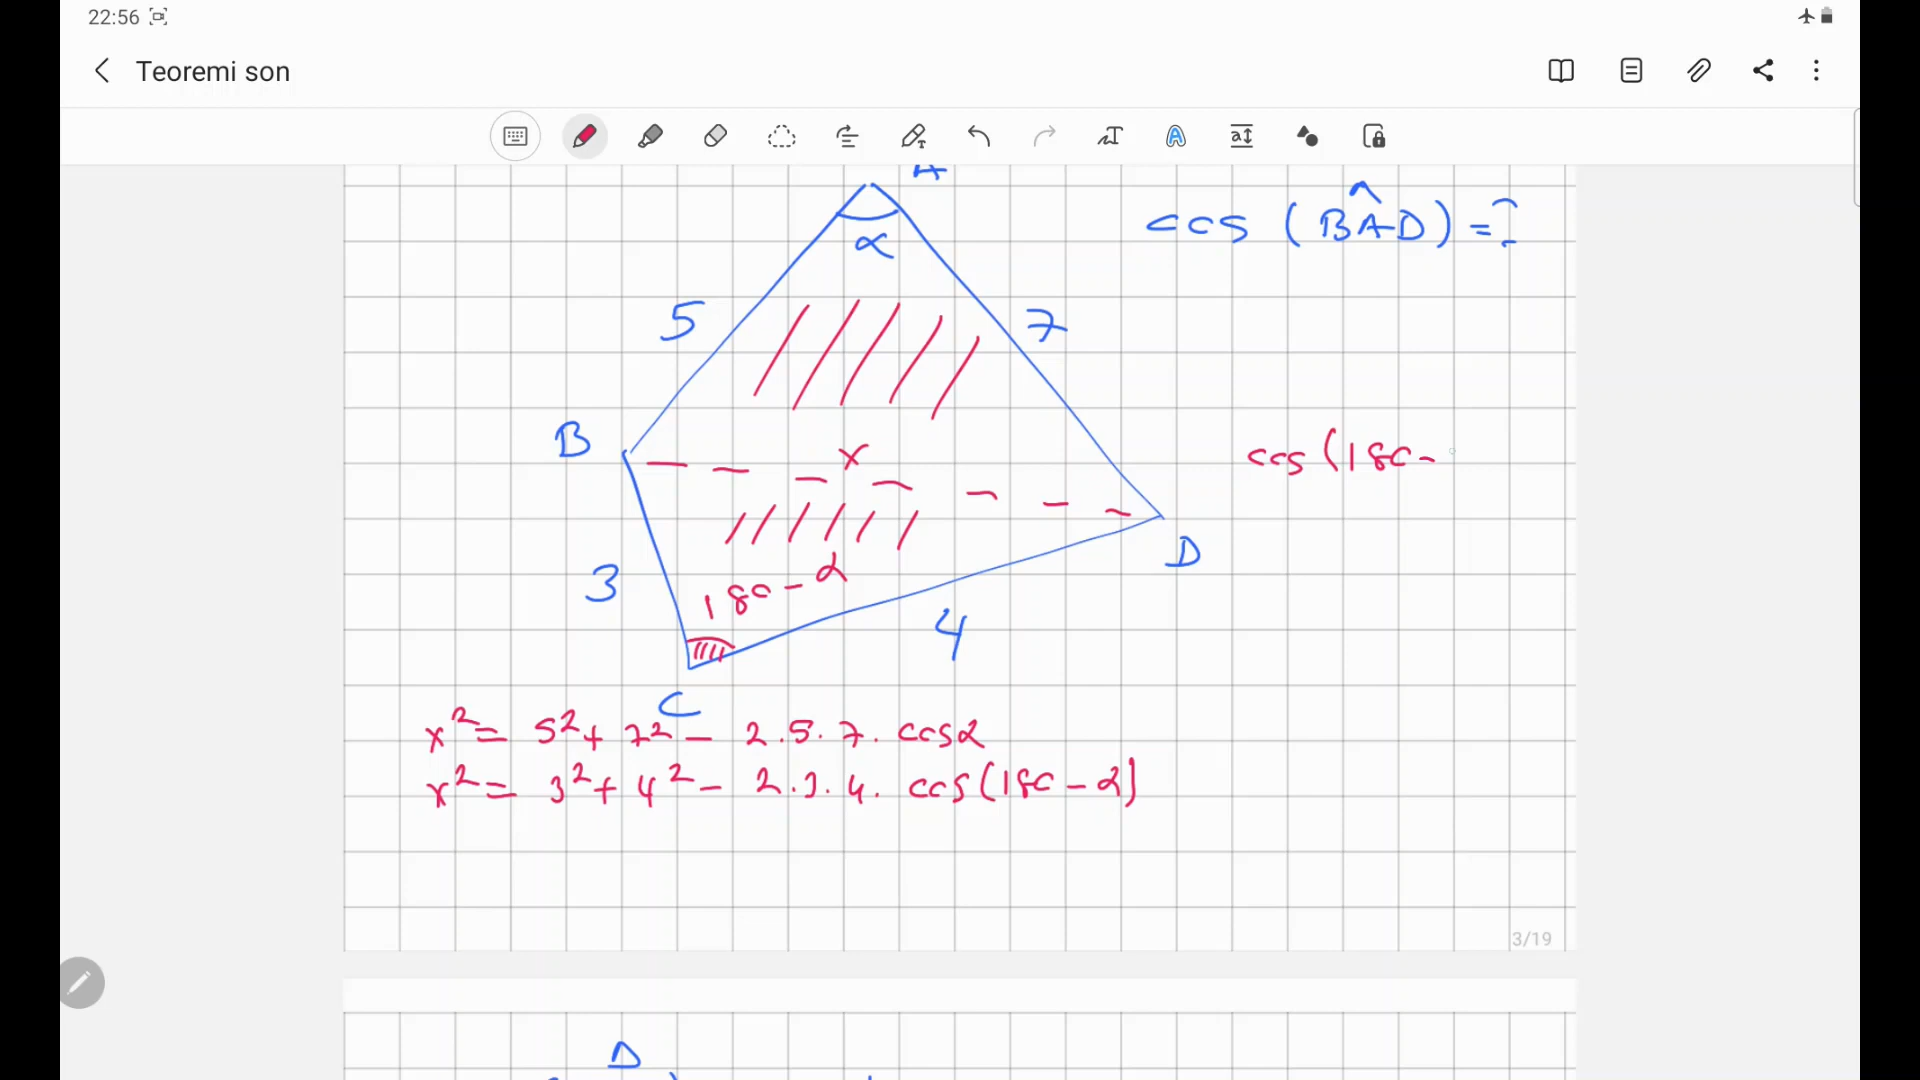 22:56
Teoremi son
A
cos (BÂD) = ?
α
5
7
B
x
cos (180 -
D
180 - α
3
4
C
x² = 5² + 7² - 2.5.7. cosα
x² = 3² + 4² - 2.3.4. cos(180 - α)
3/19
D